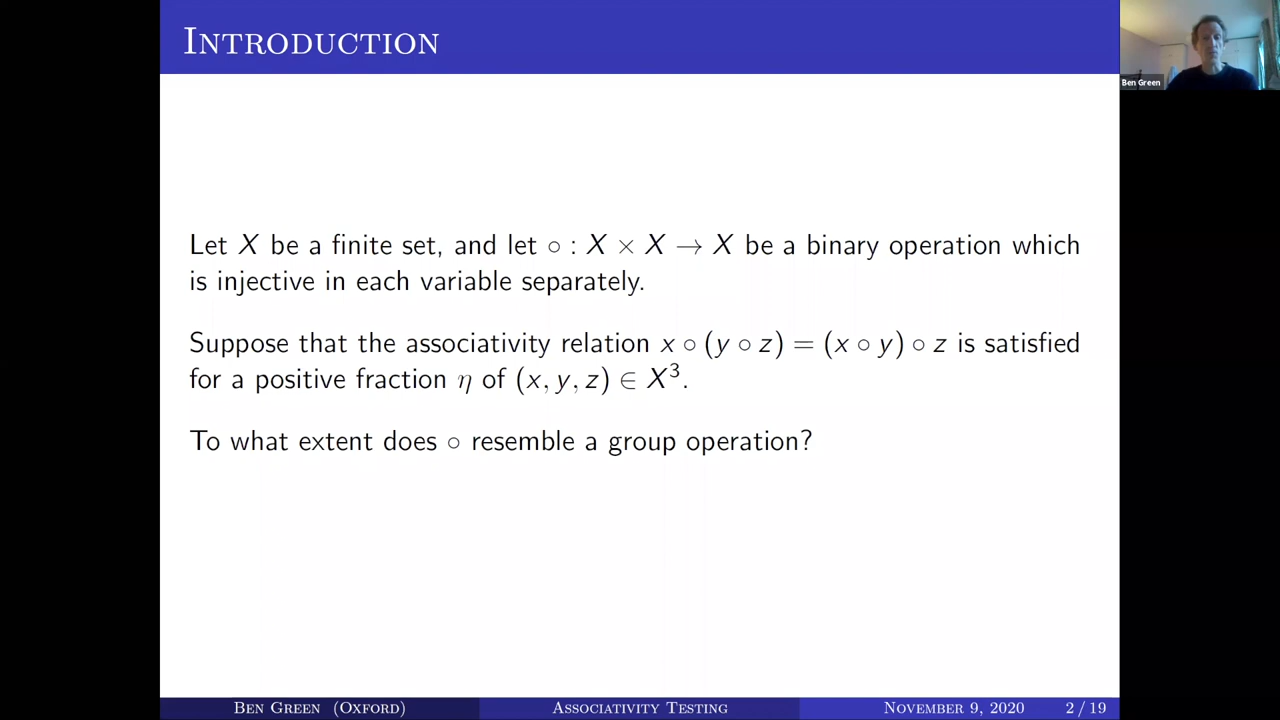 INTRODUCTION
Ben Green
Let X be a finite set, and let ∘ : X × X → X be a binary operation which
is injective in each variable separately.
Suppose that the associativity relation x ∘ (y ∘ z) = (x ∘ y) ∘ z is satisfied
for a positive fraction η of (x, y, z) ∈ X³.
To what extent does ∘ resemble a group operation?
BEN GREEN (OXFORD) ASSOCIATIVITY TESTING NOVEMBER 9, 2020 2 / 19